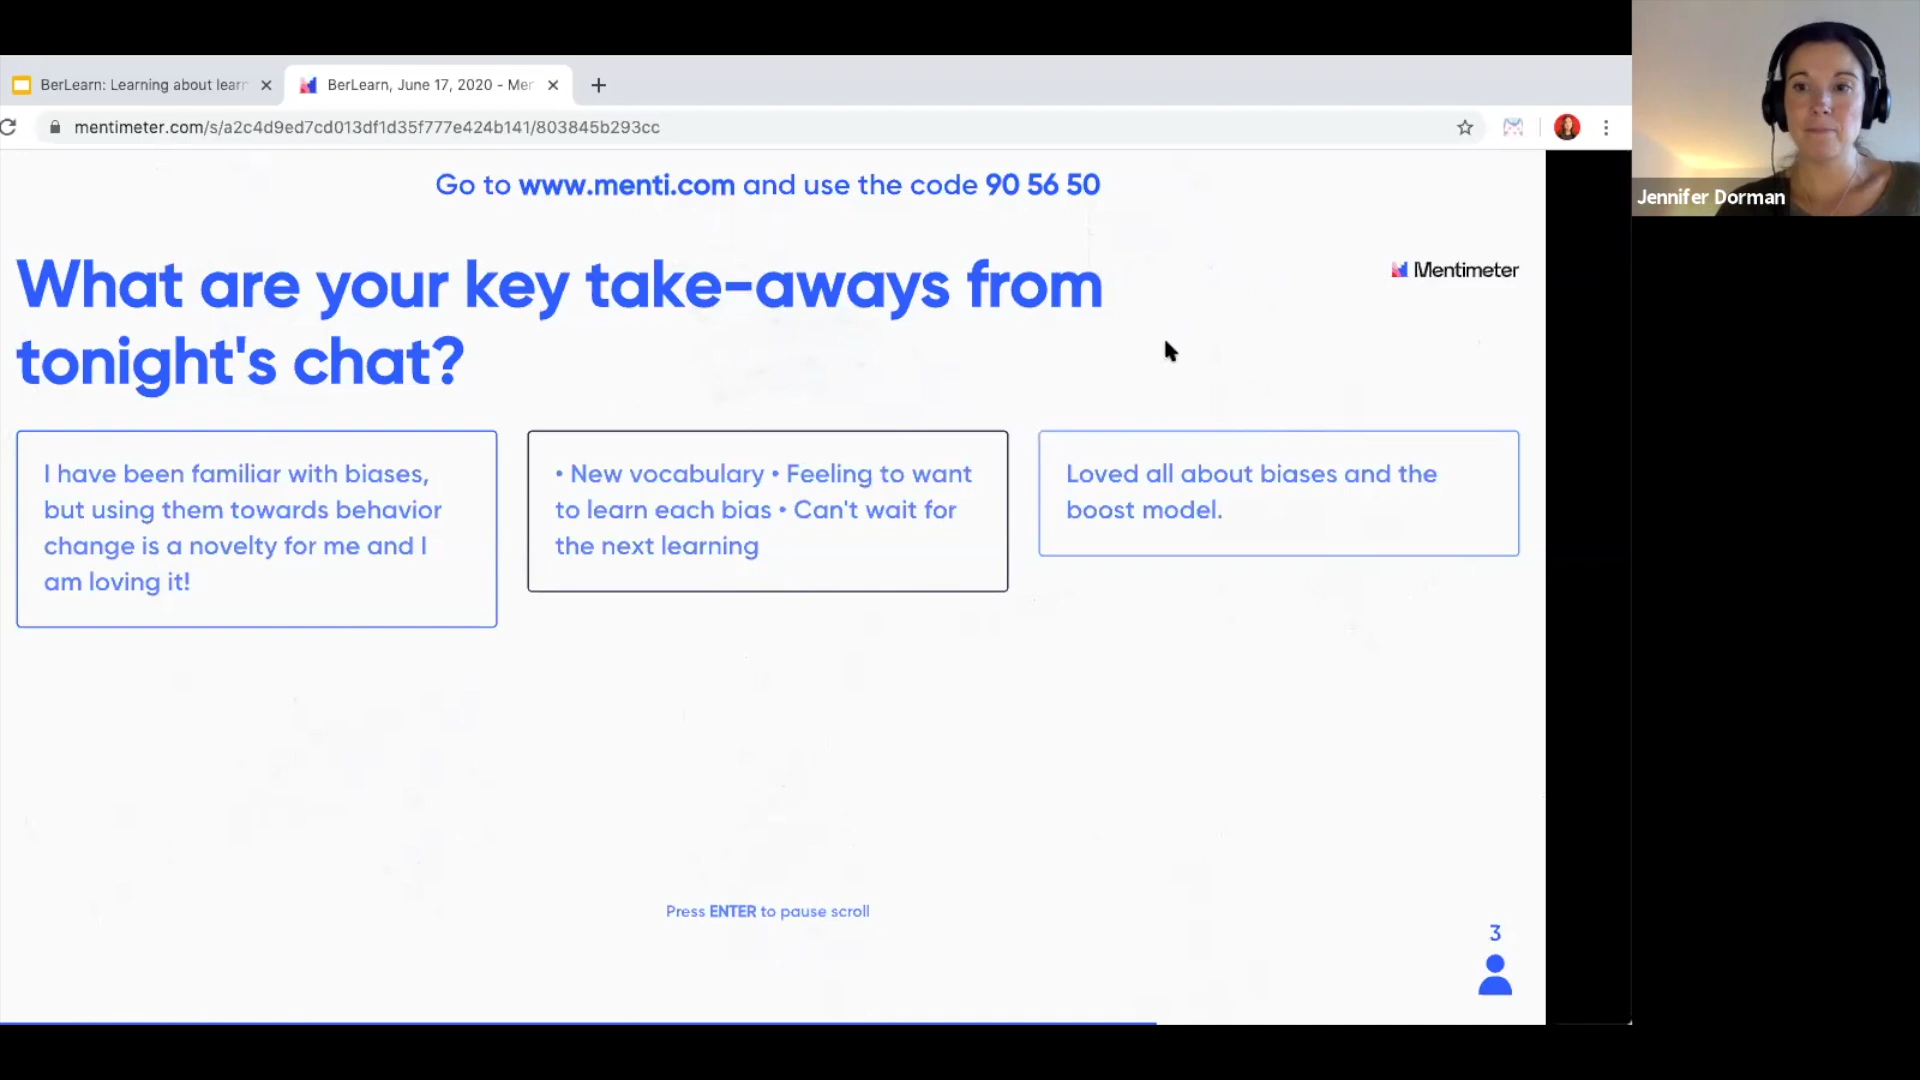 BerLearn: Learning about learn
BerLearn, June 17, 2020 - Men
mentimeter.com/s/a2c4d9ed7cd013df1d35f777e424b141/803845b293cc
Go to www.menti.com and use the code 90 56 50
What are your key take-aways from
tonight's chat?
Mentimeter
I have been familiar with biases,
but using them towards behavior
change is a novelty for me and I
am loving it!
• New vocabulary • Feeling to want
to learn each bias • Can't wait for
the next learning
Loved all about biases and the
boost model.
Press ENTER to pause scroll
3
Jennifer Dorman